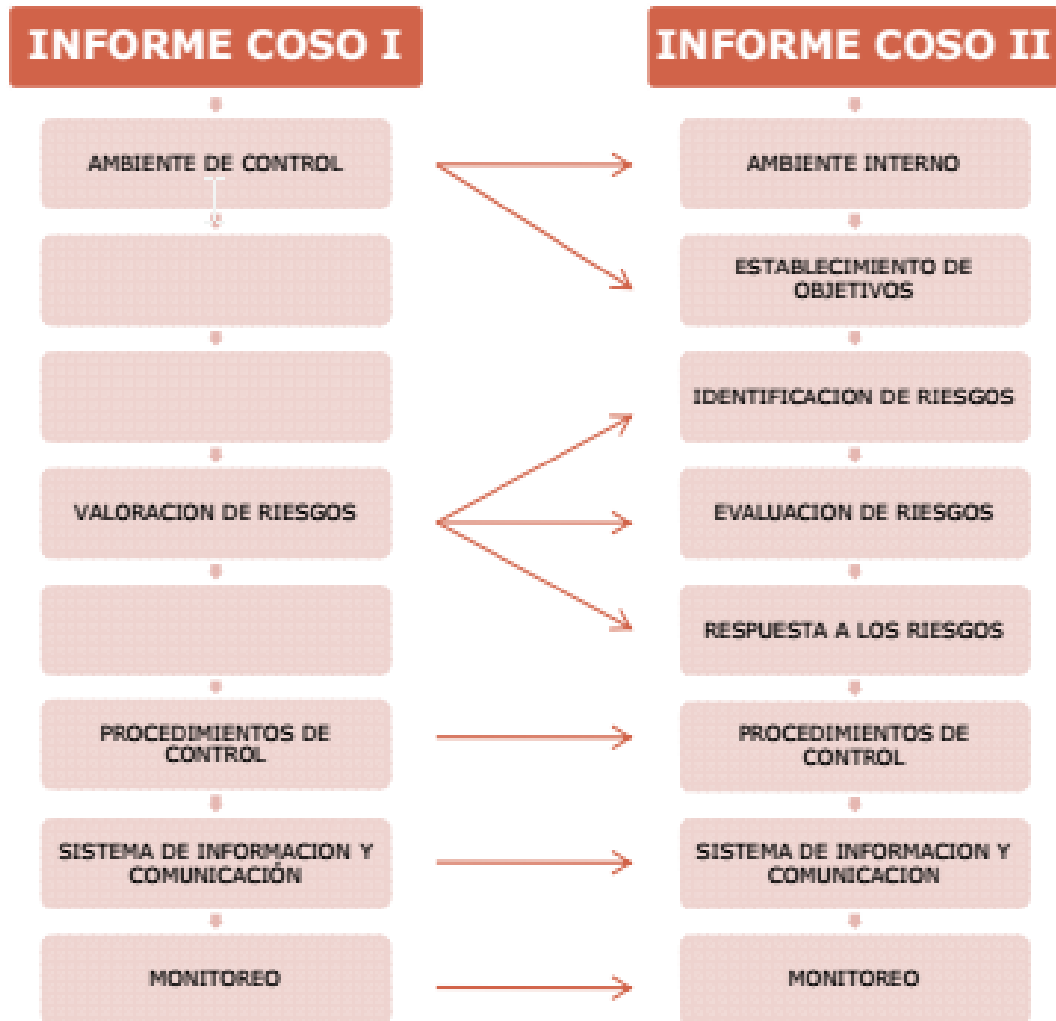 INFORME COSO I
AMBIENTE DE CONTROL
VALORACION DE RIESGOS
PROCEDIMIENTOS DE
CONTROL
SISTEMA DE INFORMACION Y
COMUNICACIÓN
MONITOREO
INFORME COSO II
AMBIENTE INTERNO
ESTABLECIMIENTO DE
OBJETIVOS
IDENTIFICACION DE RIESGOS
EVALUACION DE RIESGOS
RESPUESTA A LOS RIESGOS
PROCEDIMIENTOS DE
CONTROL
SISTEMA DE INFORMACION Y
COMUNICACION
MONITOREO